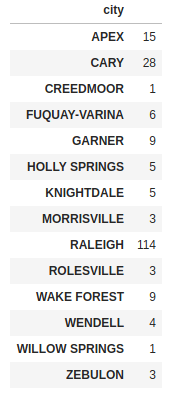 city
APEX 15
CARY 28
CREEDMOOR 1
FUQUAY-VARINA 6
GARNER 9
HOLLY SPRINGS 5
KNIGHTDALE 5
MORRISVILLE 3
RALEIGH 114
ROLESVILLE 3
WAKE FOREST 9
WENDELL 4
WILLOW SPRINGS 1
ZEBULON 3